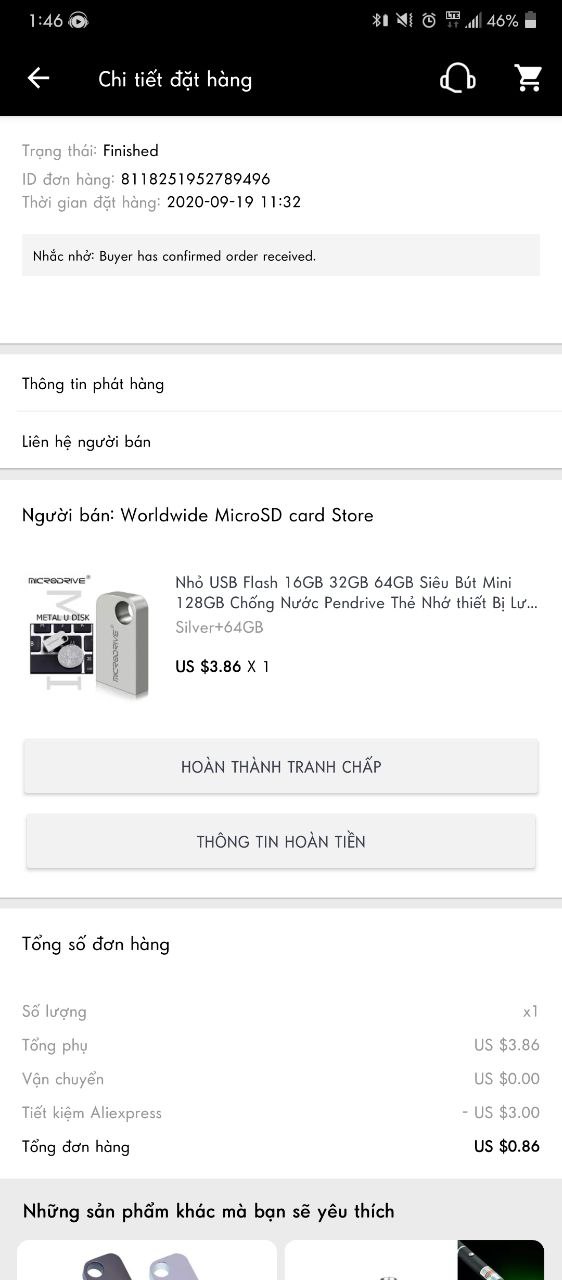 1:46
LTE
46%
Chi tiết đặt hàng
Trạng thái: Finished
ID đơn hàng: 8118251952789496
Thời gian đặt hàng: 2020-09-19 11:32
Nhắc nhở: Buyer has confirmed order received.
Thông tin phát hàng
Liên hệ người bán
Người bán: Worldwide MicroSD card Store
MICRODRIVE®
METAL U DISK
MICRODRIVE
Nhỏ USB Flash 16GB 32GB 64GB Siêu Bút Mini
128GB Chống Nước Pendrive Thẻ Nhớ thiết Bị Lư...
Silver+64GB
US $3.86 X 1
HOÀN THÀNH TRANH CHẤP
THÔNG TIN HOÀN TIỀN
Tổng số đơn hàng
Số lượng x1
Tổng phụ US $3.86
Vận chuyển US $0.00
Tiết kiệm Aliexpress - US $3.00
Tổng đơn hàng US $0.86
Những sản phẩm khác mà bạn sẽ yêu thích